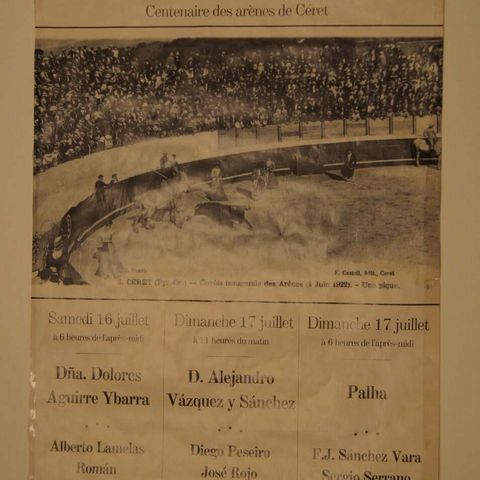 Centenaire des arènes de Céret
F. Castell, édit., Ceret
CÉRET (Pyr.-Or.) — Corrida inaugurale des Arènes (4 Juin 1922). - Une pique.
Samedi 16 juillet
à 6 heures de l'après-midi
Dña. Dolores
Aguirre Ybarra
Alberto Lamelas
Román
Dimanche 17 juillet
à 11 heures du matin
D. Alejandro
Vázquez y Sánchez
Diego Peseiro
José Rojo
Dimanche 17 juillet
à 6 heures de l'après-midi
Palha
F.J. Sánchez Vara
Sergio Serrano